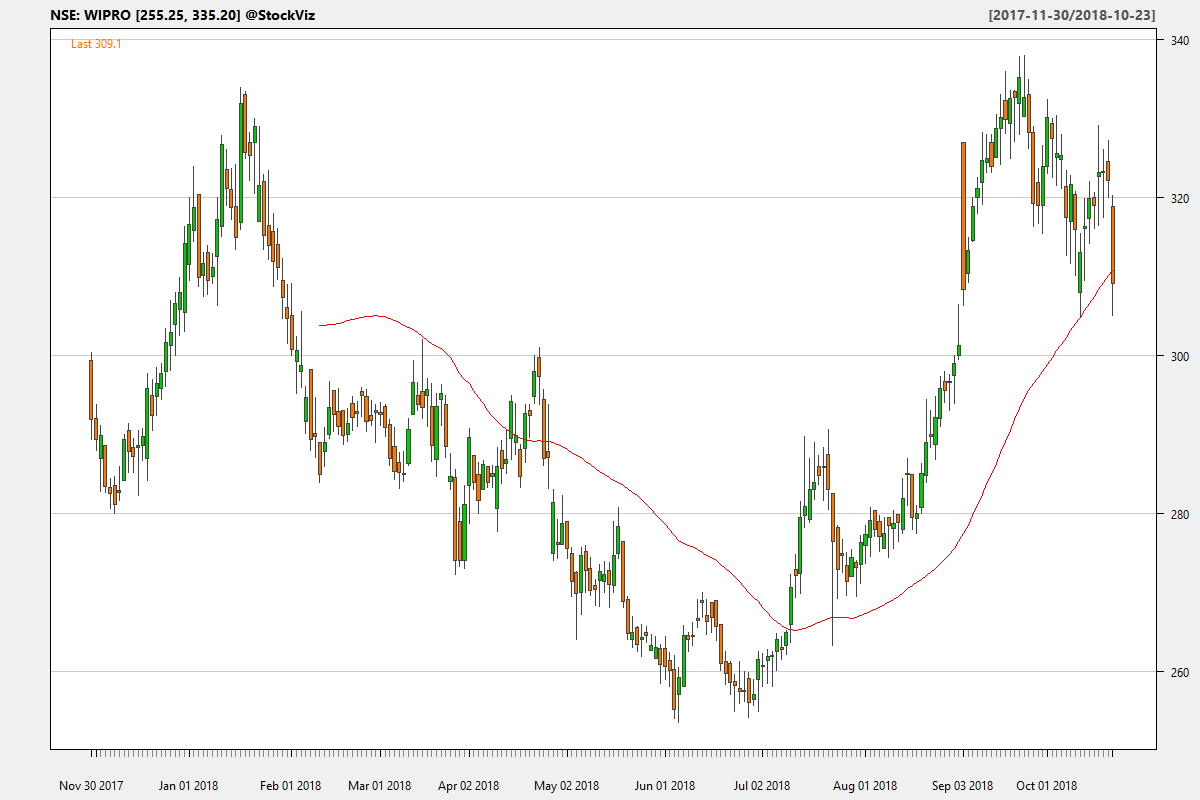 NSE: WIPRO [255.25, 335.20] @StockViz
[2017-11-30/2018-10-23]
Last 309.1
340
320
300
280
260
Nov 30 2017
Jan 01 2018
Feb 01 2018
Mar 01 2018
Apr 02 2018
May 02 2018
Jun 01 2018
Jul 02 2018
Aug 01 2018
Sep 03 2018
Oct 01 2018